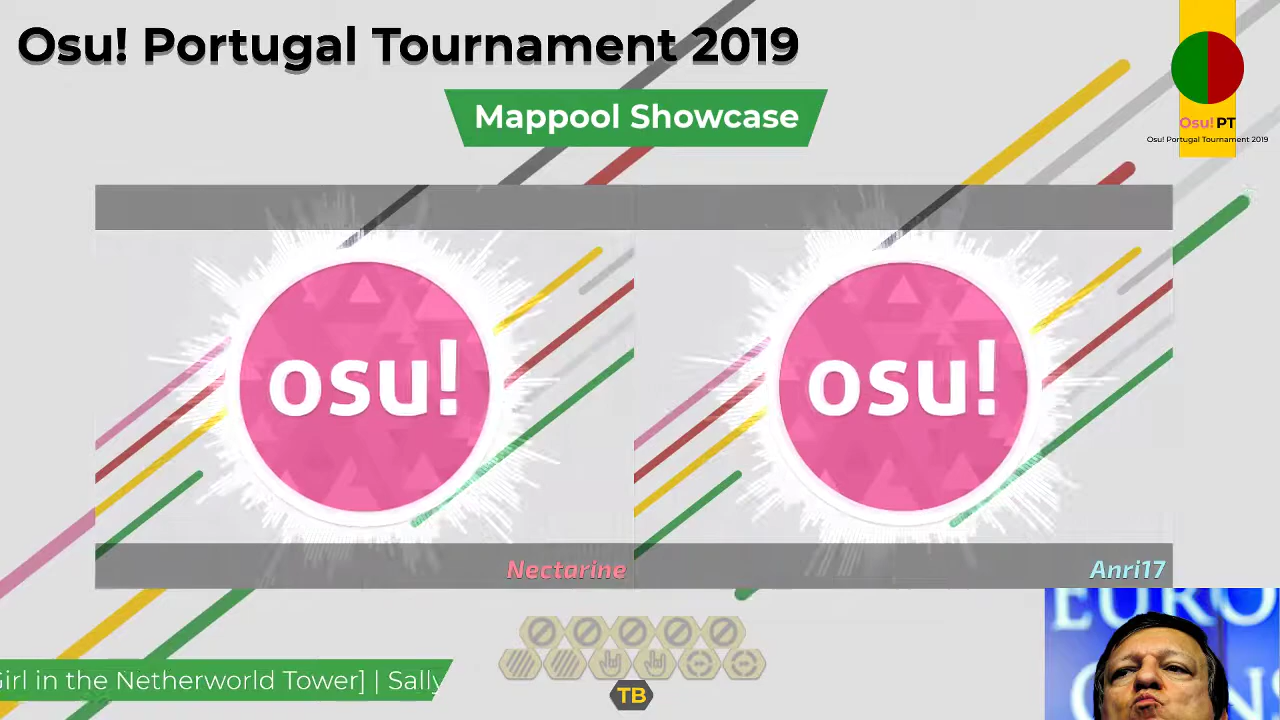 Osu! Portugal Tournament 2019
Mappool Showcase
Osu! PT
Osu! Portugal Tournament 2019
osu!
osu!
Nectarine
Anri17
EURO
in the Netherworld Tower] | Sally
TB